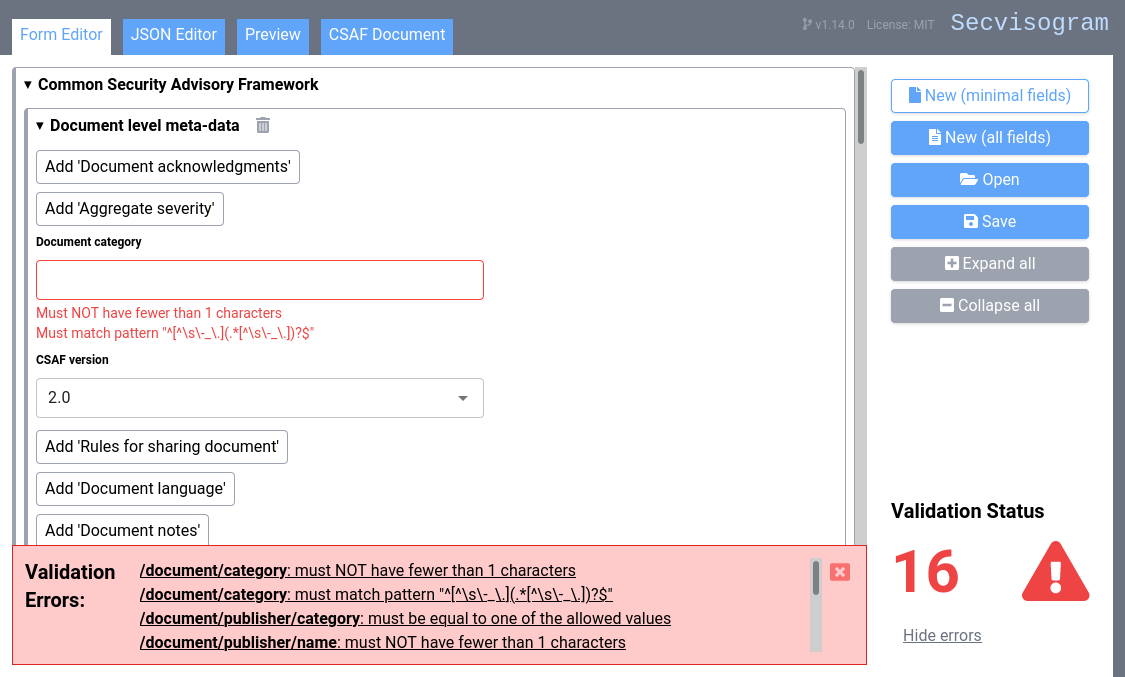 Form Editor
JSON Editor
Preview
CSAF Document
v1.14.0
License: MIT
Secvisogram
Common Security Advisory Framework
Document level meta-data
Add 'Document acknowledgments'
Add 'Aggregate severity'
Document category
Must NOT have fewer than 1 characters
Must match pattern "^[^\s\-_\.](.*[^\s\-_\.])?$"
CSAF version
2.0
Add 'Rules for sharing document'
Add 'Document language'
Add 'Document notes'
New (minimal fields)
New (all fields)
Open
Save
Expand all
Collapse all
Validation Status
16
Hide errors
Validation
Errors:
/document/category: must NOT have fewer than 1 characters
/document/category: must match pattern "^[^\s\-_\.](.*[^\s\-_\.])?$"
/document/publisher/category: must be equal to one of the allowed values
/document/publisher/name: must NOT have fewer than 1 characters